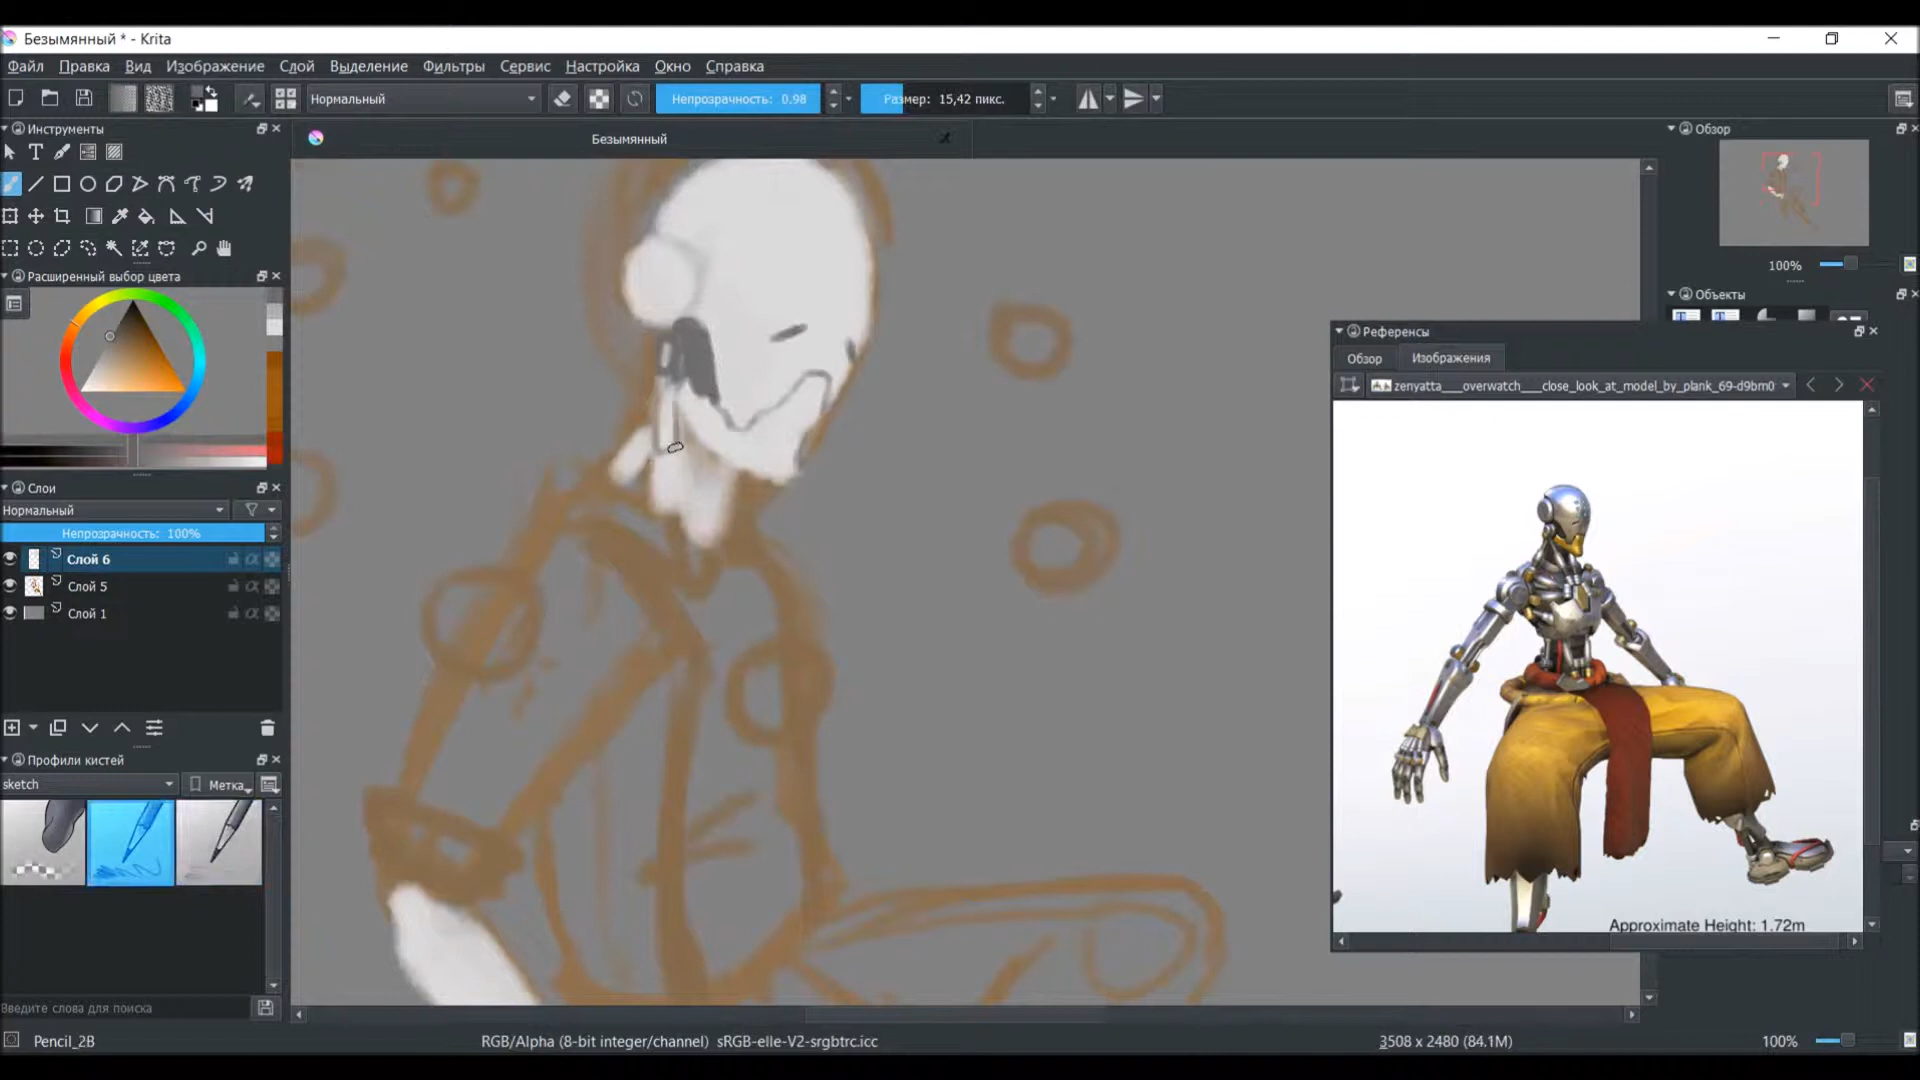 Безымянный * - Krita
Файл Правка Вид Изображение Слой Выделение Фильтры Сервис Настройка Окно Справка
Нормальный Непрозрачность: 0.98 Размер: 15,42 пикс.
Инструменты
Безымянный
Обзор
100%
Расширенный выбор цвета
Объекты
Референсы
Обзор Изображения
zenyatta___overwatch___close_look_at_model_by_plank_69-d9bm0
Слои
Нормальный
Непрозрачность: 100%
Слой 6
Слой 5
Слой 1
Профили кистей
sketch Метка
Approximate Height: 1.72m
Введите слова для поиска
Pencil_2B RGB/Alpha (8-bit integer/channel) sRGB-elle-V2-srgbtrc.icc 3508 x 2480 (84.1M) 100%